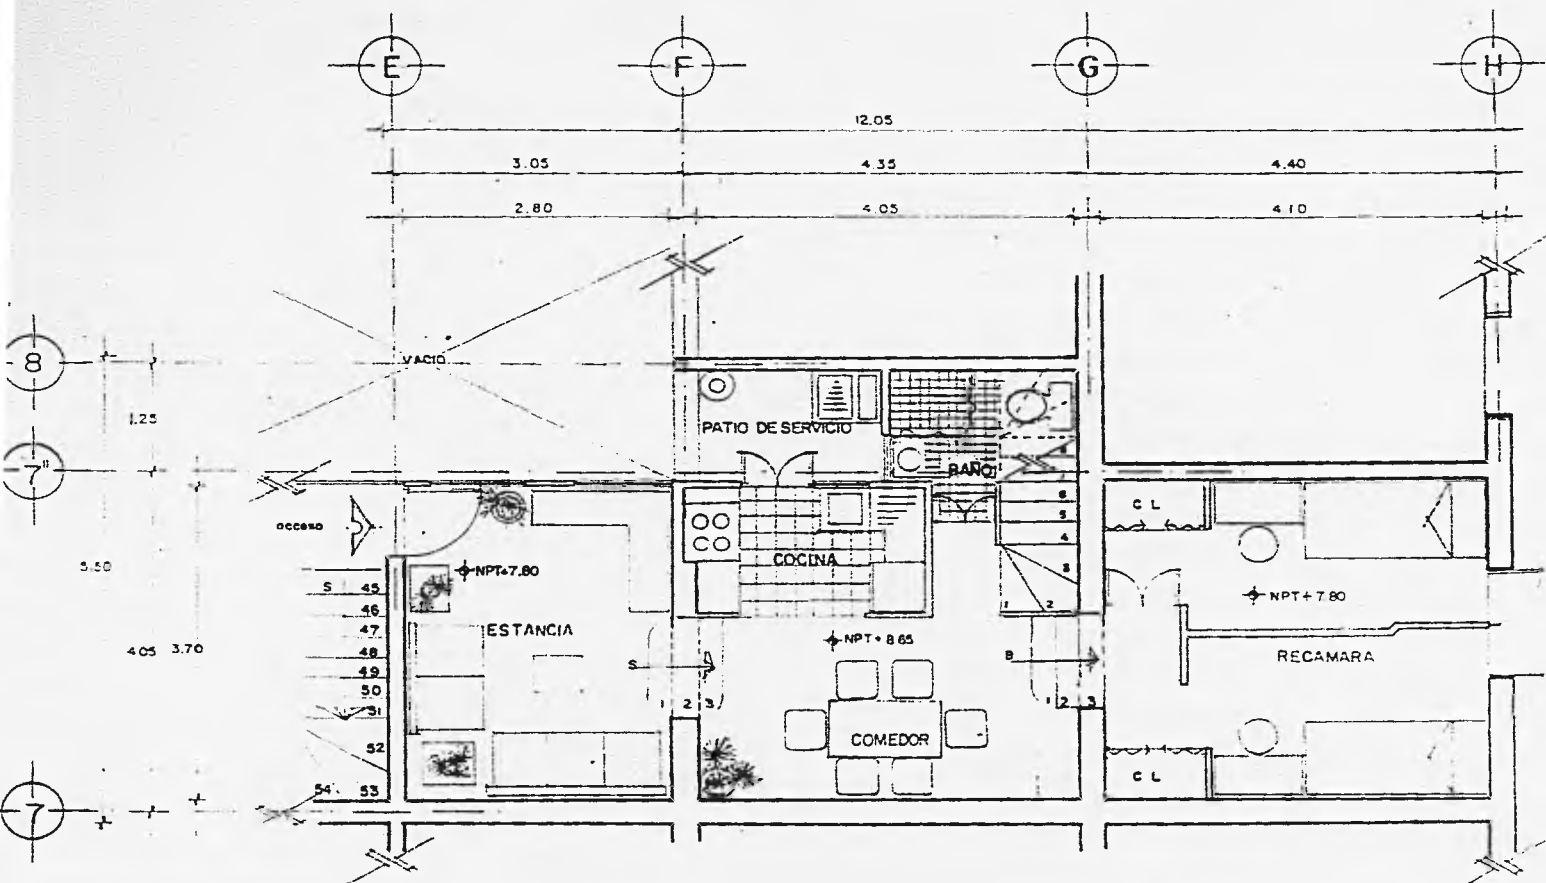 E F G H
12.05
3.05 4.35 4.40
2.80 4.05 4.10
8
VACIO
1.25
PATIO DE SERVICIO
7"
BAÑO
C L
6
acceso
5
4
COCINA
NPT+7.80
3
5.50
S 45
NPT+7.80
46
1 2
47
ESTANCIA
NPT+8.65
4.05 3.70
48
RECAMARA
49
S
B
50
51
1 2 3
1 2 3
COMEDOR
52
C L
54 53
7